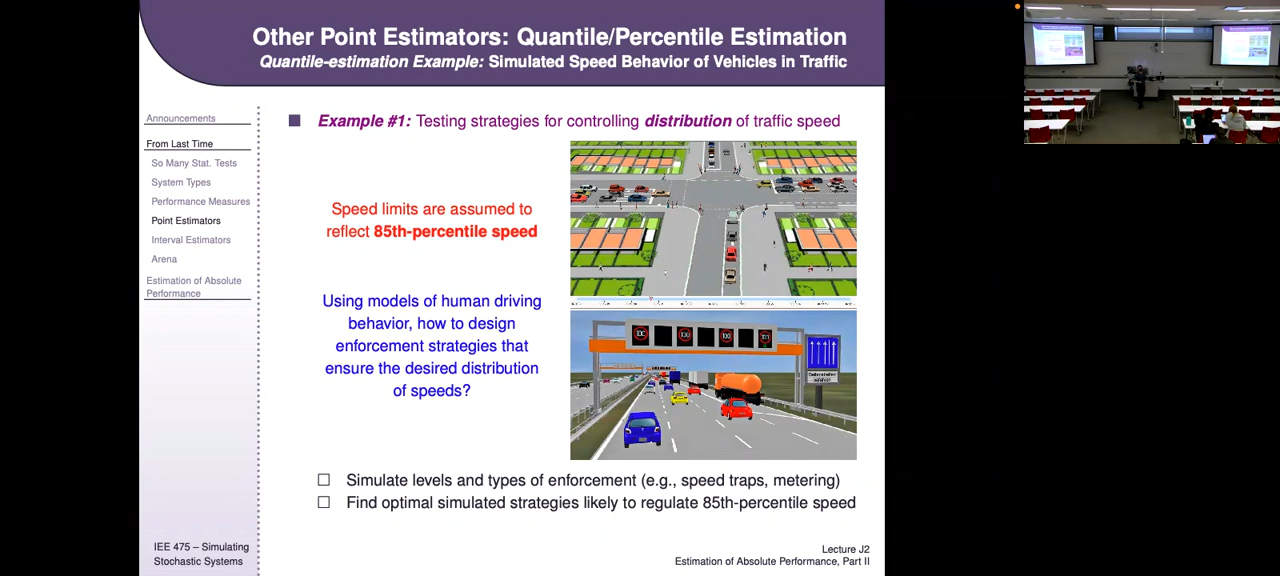 Other Point Estimators: Quantile/Percentile Estimation
Quantile-estimation Example: Simulated Speed Behavior of Vehicles in Traffic
Announcements
From Last Time
So Many Stat. Tests
System Types
Performance Measures
Point Estimators
Interval Estimators
Arena
Estimation of Absolute
Performance
Example #1: Testing strategies for controlling distribution of traffic speed
Speed limits are assumed to
reflect 85th-percentile speed
Using models of human driving
behavior, how to design
enforcement strategies that
ensure the desired distribution
of speeds?
☐ Simulate levels and types of enforcement (e.g., speed traps, metering)
☐ Find optimal simulated strategies likely to regulate 85th-percentile speed
IEE 475 – Simulating
Stochastic Systems
Lecture J2
Estimation of Absolute Performance, Part II